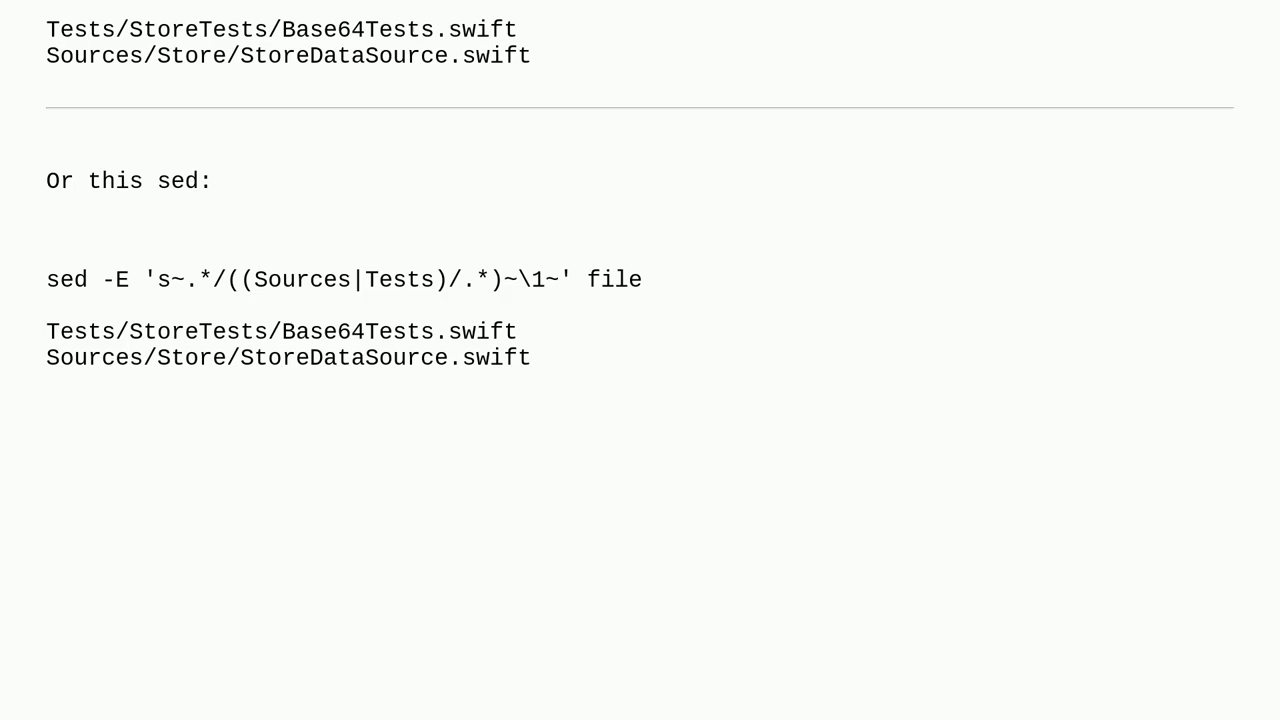 Tests/StoreTests/Base64Tests.swift
Sources/Store/StoreDataSource.swift
Or this sed:
sed -E 's~.*/((Sources|Tests)/.*)~\1~' file
Tests/StoreTests/Base64Tests.swift
Sources/Store/StoreDataSource.swift